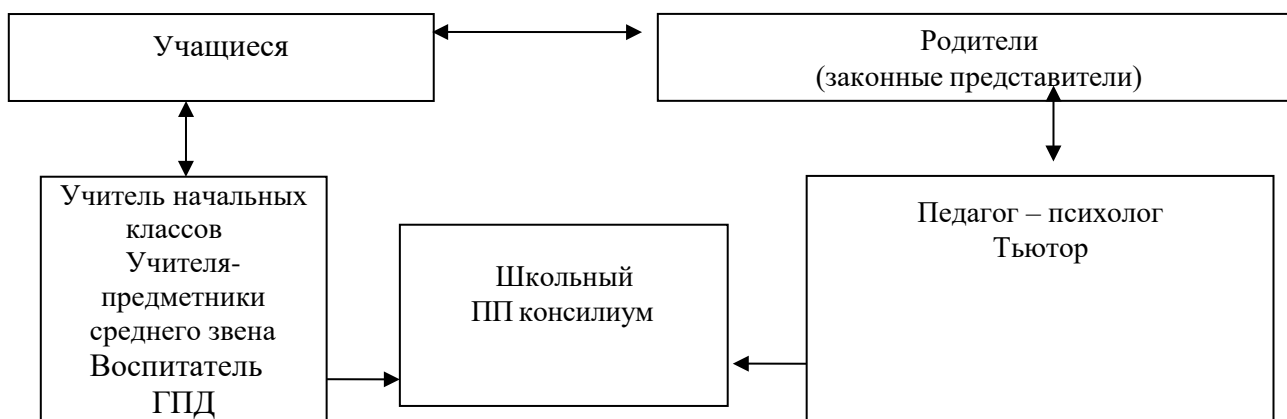 Учащиеся
Родители
(законные представители)
Учитель начальных
классов
Учителя-
предметники
среднего звена
Воспитатель
ГПД
Школьный
ПП консилиум
Педагог – психолог
Тьютор